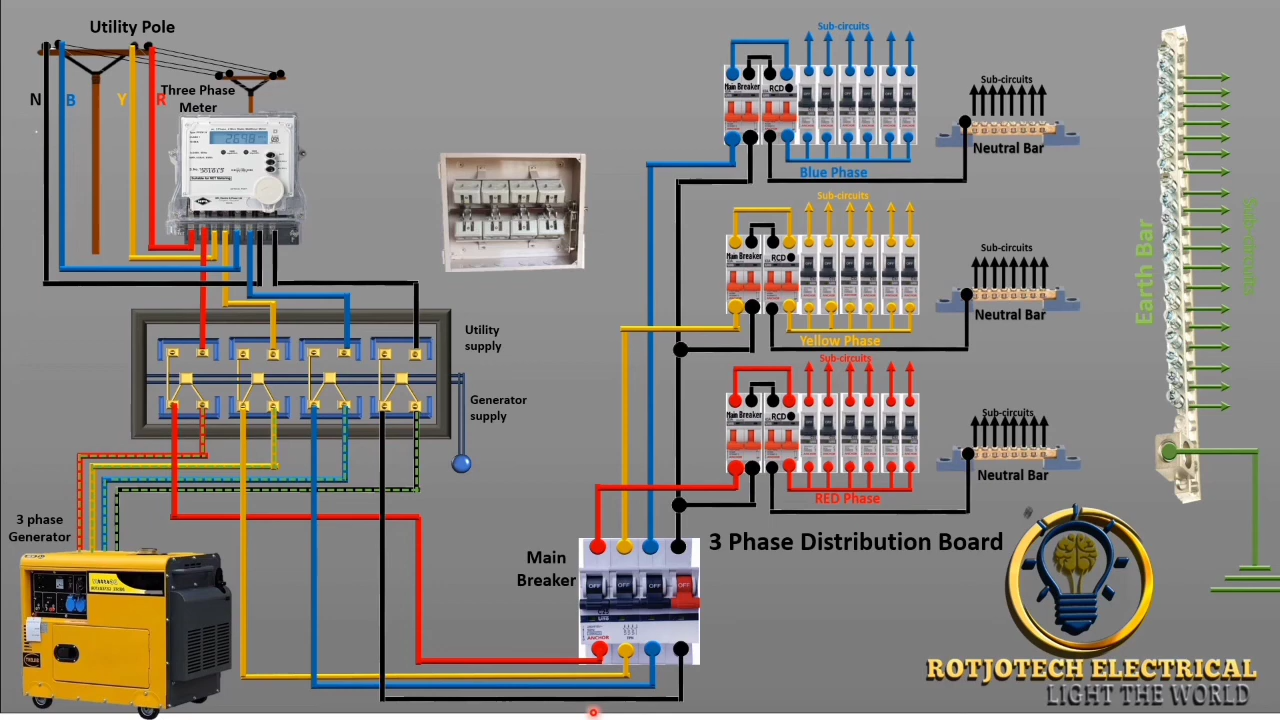 Utility Pole
N
B
Y
R
Three Phase
Meter
Utility
supply
Generator
supply
3 phase
Generator
Main
Breaker
OFF
OFF
OFF
OFF
C25
ANCHOR
3 Phase Distribution Board
Sub-circuits
Main Breaker
RCD
Blue Phase
Sub-circuits
Neutral Bar
Sub-circuits
Main Breaker
RCD
Yellow Phase
Sub-circuits
Neutral Bar
Sub-circuits
Main Breaker
RCD
RED Phase
Sub-circuits
Neutral Bar
Earth Bar
Sub-circuits
ROTJOTECH ELECTRICAL
LIGHT THE WORLD